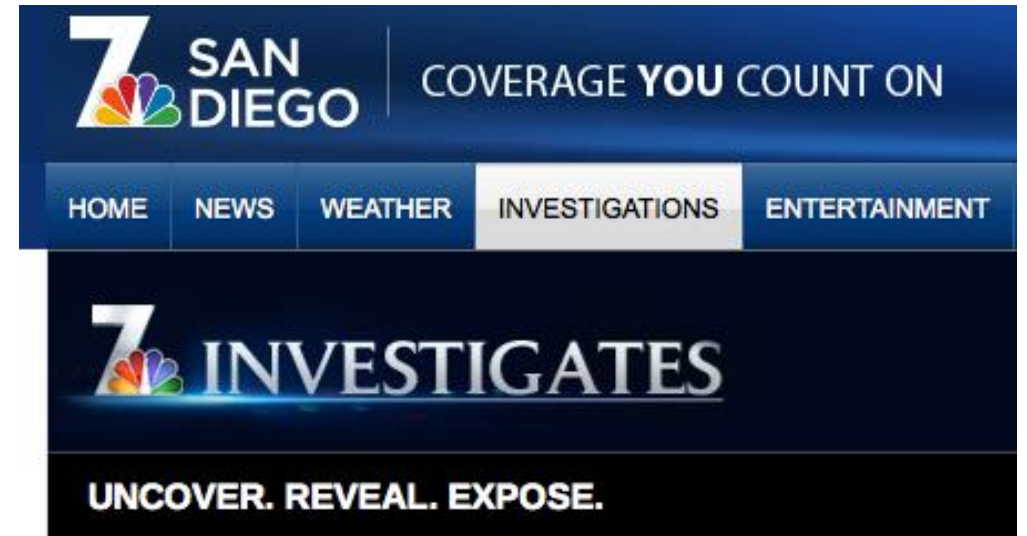 7 SAN DIEGO
COVERAGE YOU COUNT ON
HOME NEWS WEATHER INVESTIGATIONS ENTERTAINMENT
7 INVESTIGATES
UNCOVER. REVEAL. EXPOSE.